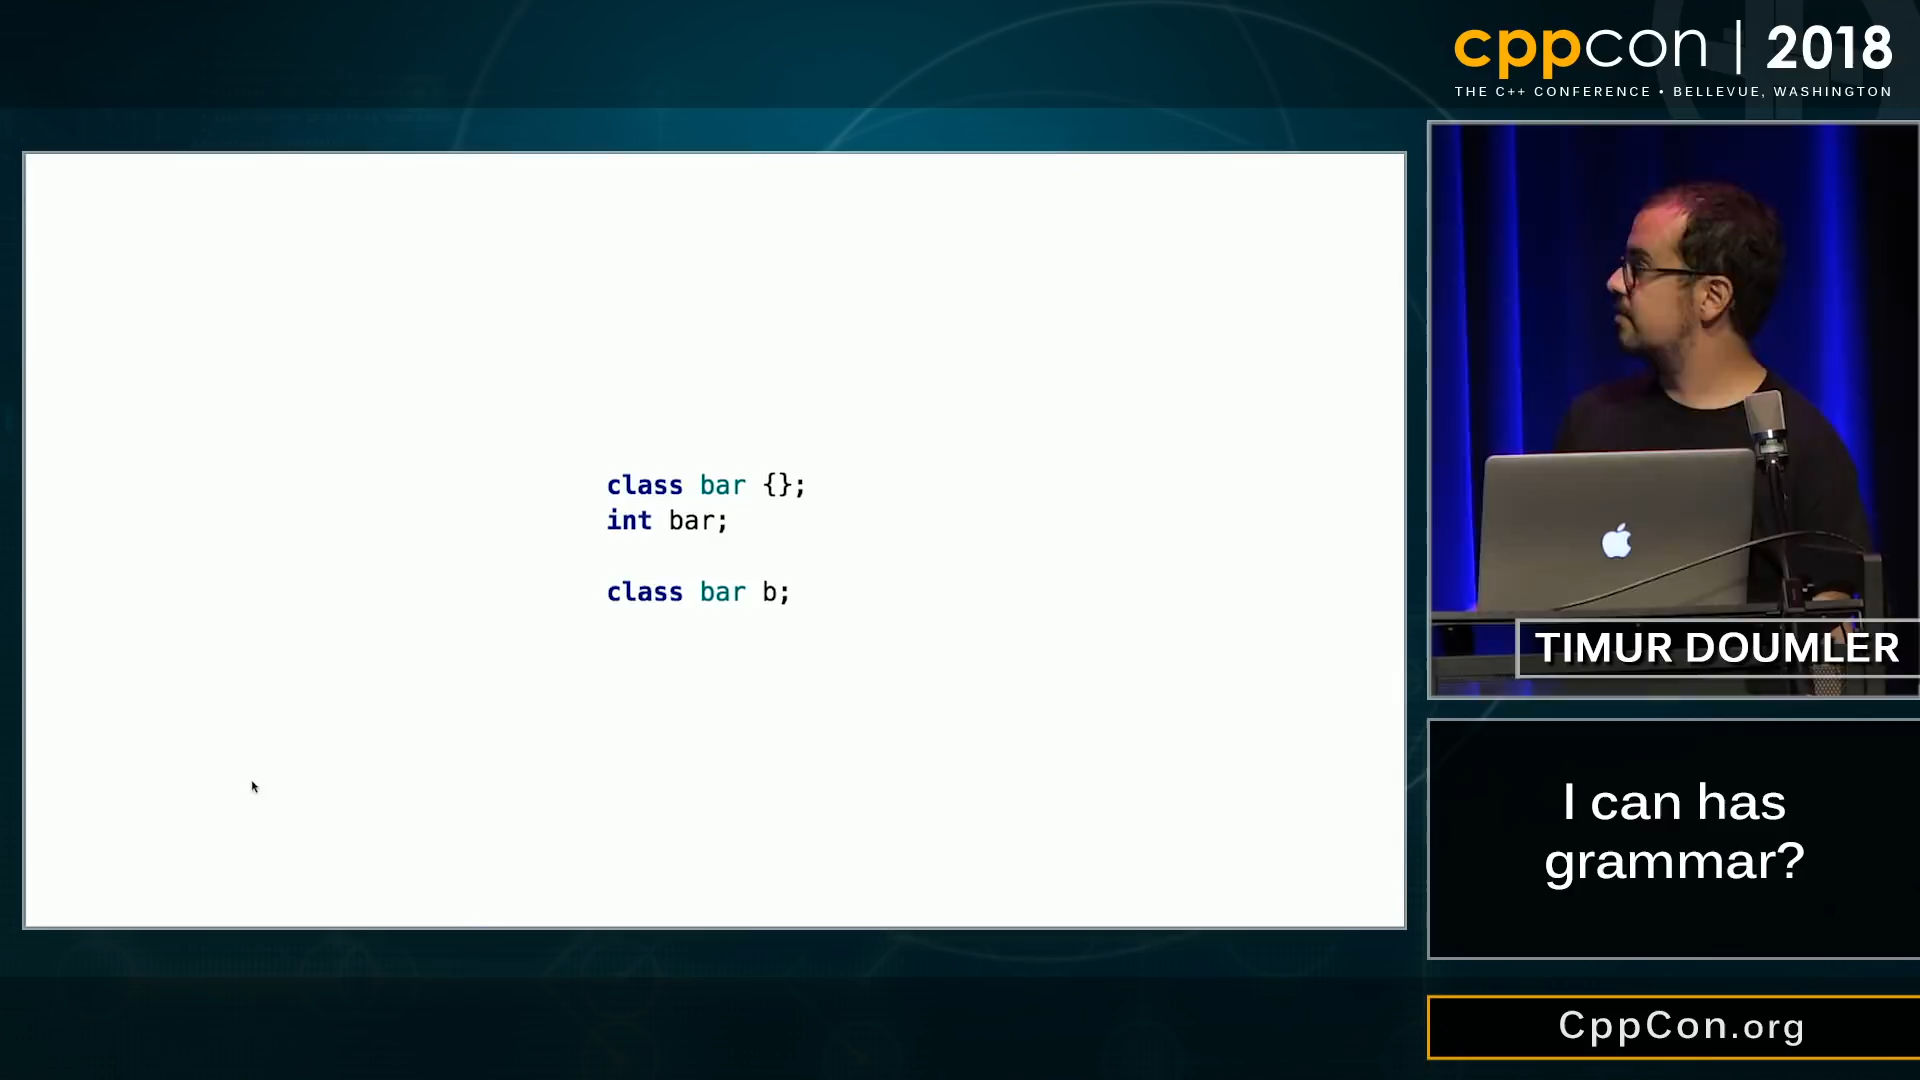 cppcon | 2018
THE C++ CONFERENCE • BELLEVUE, WASHINGTON
class bar {};
int bar;
class bar b;
TIMUR DOUMLER
I can has
grammar?
CppCon.org